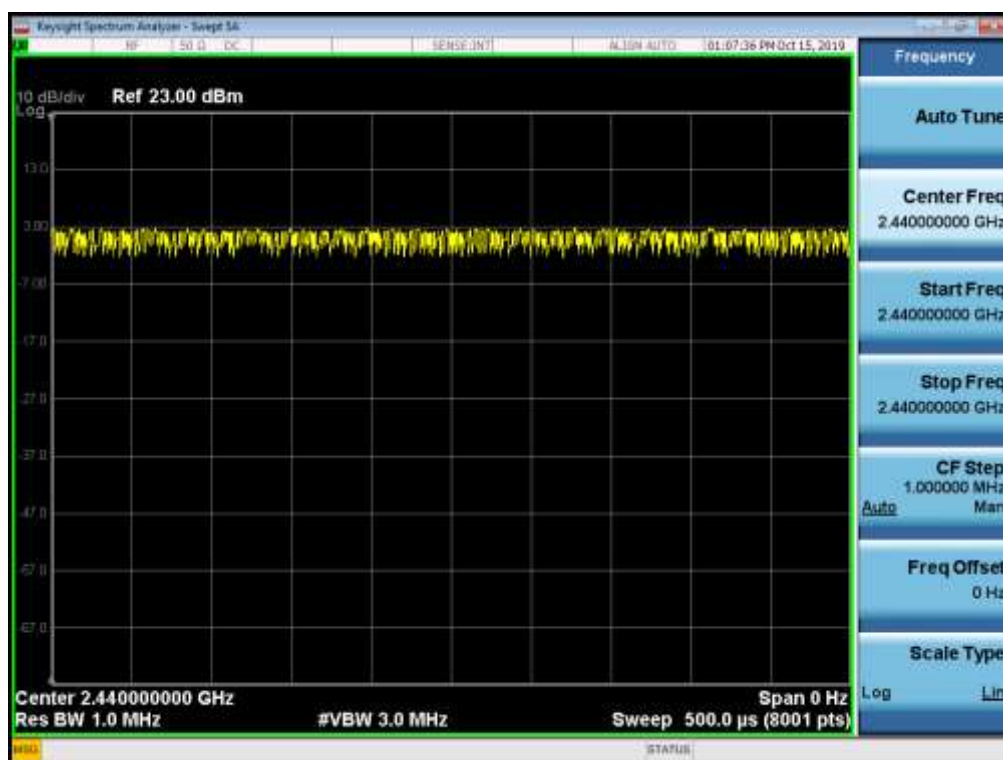 Keysight Spectrum Analyzer - Swept SA
RF 50 Ω DC SENSE:INT ALIGN AUTO 01:07:36 PM Oct 15, 2019
Frequency
10 dB/div Ref 23.00 dBm
Log
13.0
3.00
-7.00
-17.0
-27.0
-37.0
-47.0
-57.0
-67.0
Center 2.440000000 GHz Span 0 Hz
Res BW 1.0 MHz #VBW 3.0 MHz Sweep 500.0 µs (8001 pts)
MSG STATUS
Auto Tune
Center Freq
2.440000000 GHz
Start Freq
2.440000000 GHz
Stop Freq
2.440000000 GHz
CF Step
1.000000 MHz
Auto Man
Freq Offset
0 Hz
Scale Type
Log Lin